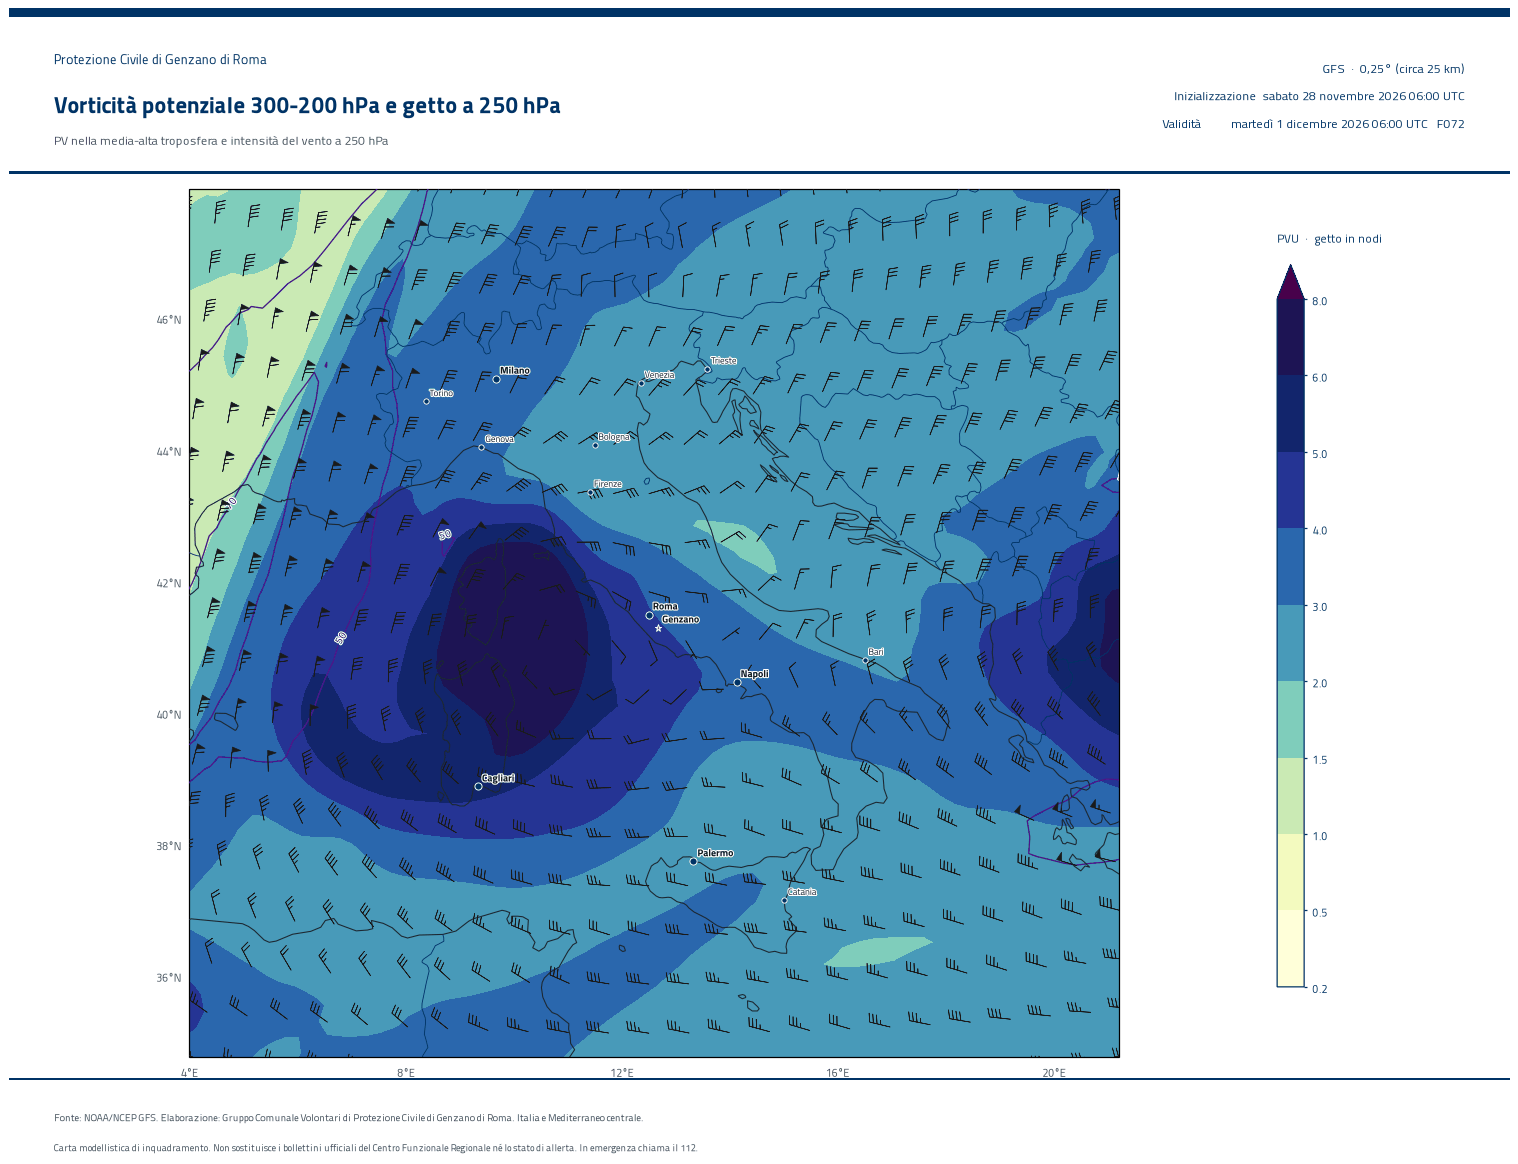 Protezione Civile di Genzano di Roma
Vorticità potenziale 300-200 hPa e getto a 250 hPa
PV nella media-alta troposfera e intensità del vento a 250 hPa
GFS · 0,25° (circa 25 km)
Inizializzazione sabato 28 novembre 2026 06:00 UTC
Validità martedì 1 dicembre 2026 06:00 UTC F072
PVU · getto in nodi
8.0
6.0
5.0
4.0
3.0
2.0
1.5
1.0
0.5
0.2
46°N
44°N
42°N
40°N
38°N
36°N
4°E
8°E
12°E
16°E
20°E
Trieste
Milano
Venezia
Torino
Genova
Bologna
Firenze
50
50
Roma
Genzano
Bari
Napoli
Cagliari
Palermo
Catania
Fonte: NOAA/NCEP GFS. Elaborazione: Gruppo Comunale Volontari di Protezione Civile di Genzano di Roma. Italia e Mediterraneo centrale.
Carta modellistica di inquadramento. Non sostituisce i bollettini ufficiali del Centro Funzionale Regionale né lo stato di allerta. In emergenza chiama il 112.